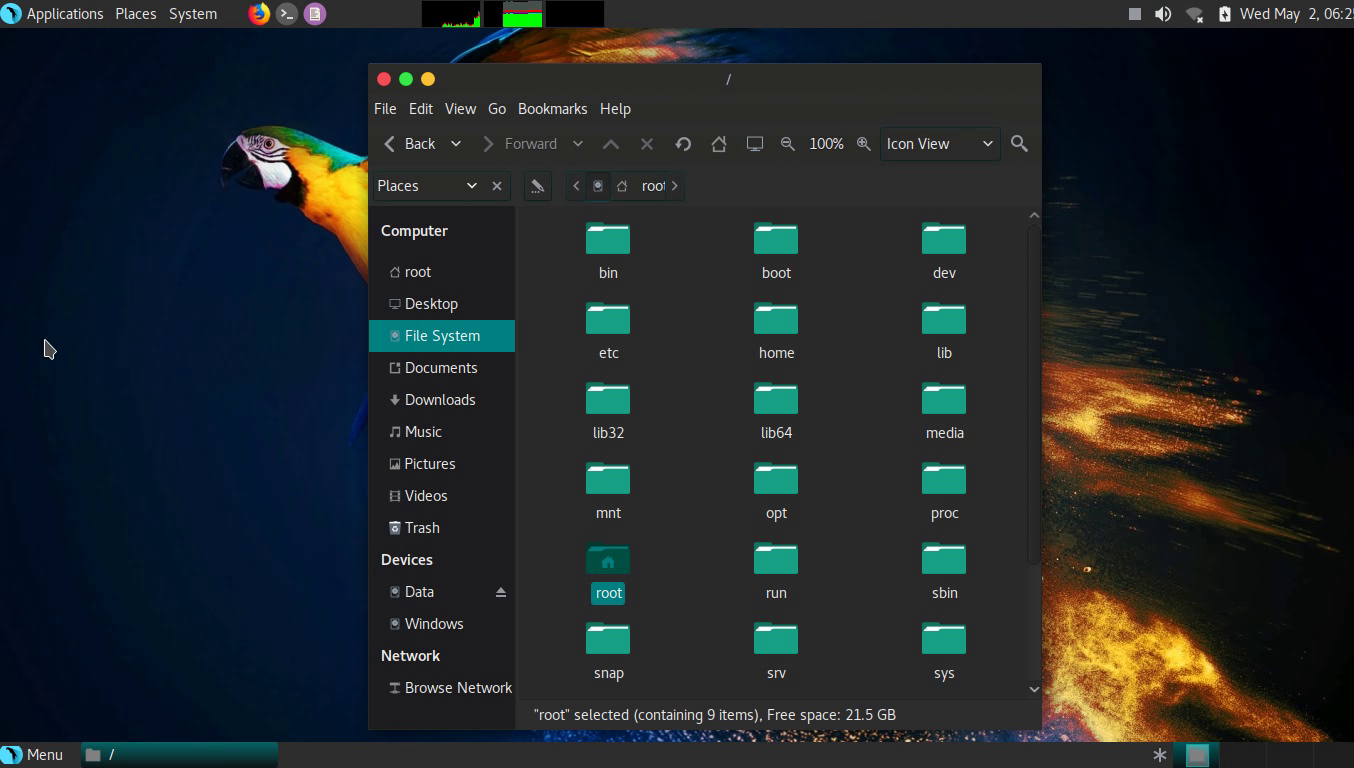 Applications Places System
Wed May 2, 06:2
/
File Edit View Go Bookmarks Help
Back Forward 100% Icon View
Places root
Computer
root
Desktop
File System
Documents
Downloads
Music
Pictures
Videos
Trash
Devices
Data
Windows
Network
Browse Network
bin boot dev
etc home lib
lib32 lib64 media
mnt opt proc
root run sbin
snap srv sys
"root" selected (containing 9 items), Free space: 21.5 GB
Menu /